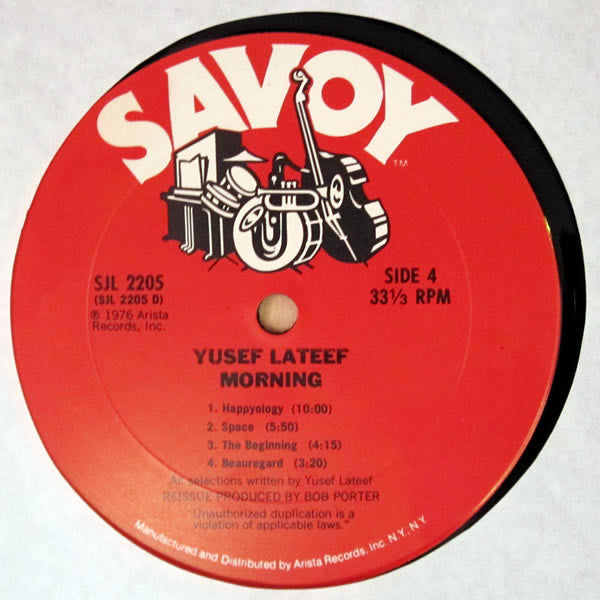 SAVOY
TM
SJL 2205
(SJL 2205 D)
℗ 1976 Arista
Records, Inc.
SIDE 4
33⅓ RPM
YUSEF LATEEF
MORNING
1. Happyology (10:00)
2. Space (5:50)
3. The Beginning (4:15)
4. Beauregard (3:20)
All selections written by Yusef Lateef
REISSUE PRODUCED BY BOB PORTER
"Unauthorized duplication is a
violation of applicable laws."
Manufactured and Distributed by Arista Records, Inc. N.Y., N.Y.